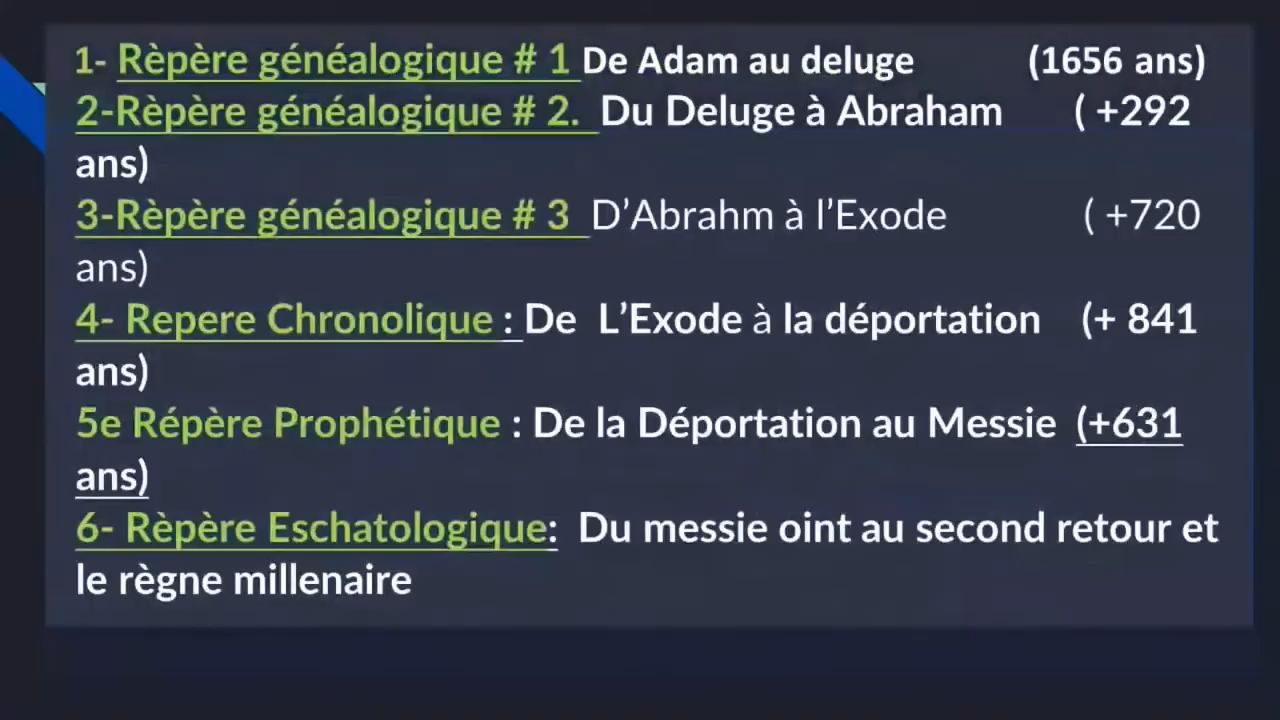 1- Rèpère généalogique # 1 De Adam au deluge (1656 ans)
2-Rèpère généalogique # 2. Du Deluge à Abraham ( +292
ans)
3-Rèpère généalogique # 3 D’Abrahm à l’Exode ( +720
ans)
4- Repere Chronolique : De L’Exode à la déportation (+ 841
ans)
5e Répère Prophétique : De la Déportation au Messie (+631
ans)
6- Rèpère Eschatologique: Du messie oint au second retour et
le règne millenaire